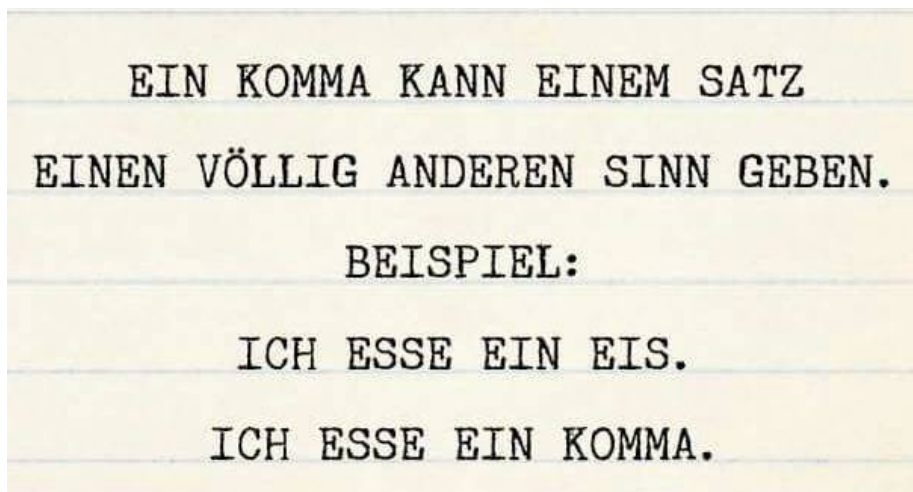 EIN KOMMA KANN EINEM SATZ
EINEN VÖLLIG ANDEREN SINN GEBEN.
BEISPIEL:
ICH ESSE EIN EIS.
ICH ESSE EIN KOMMA.